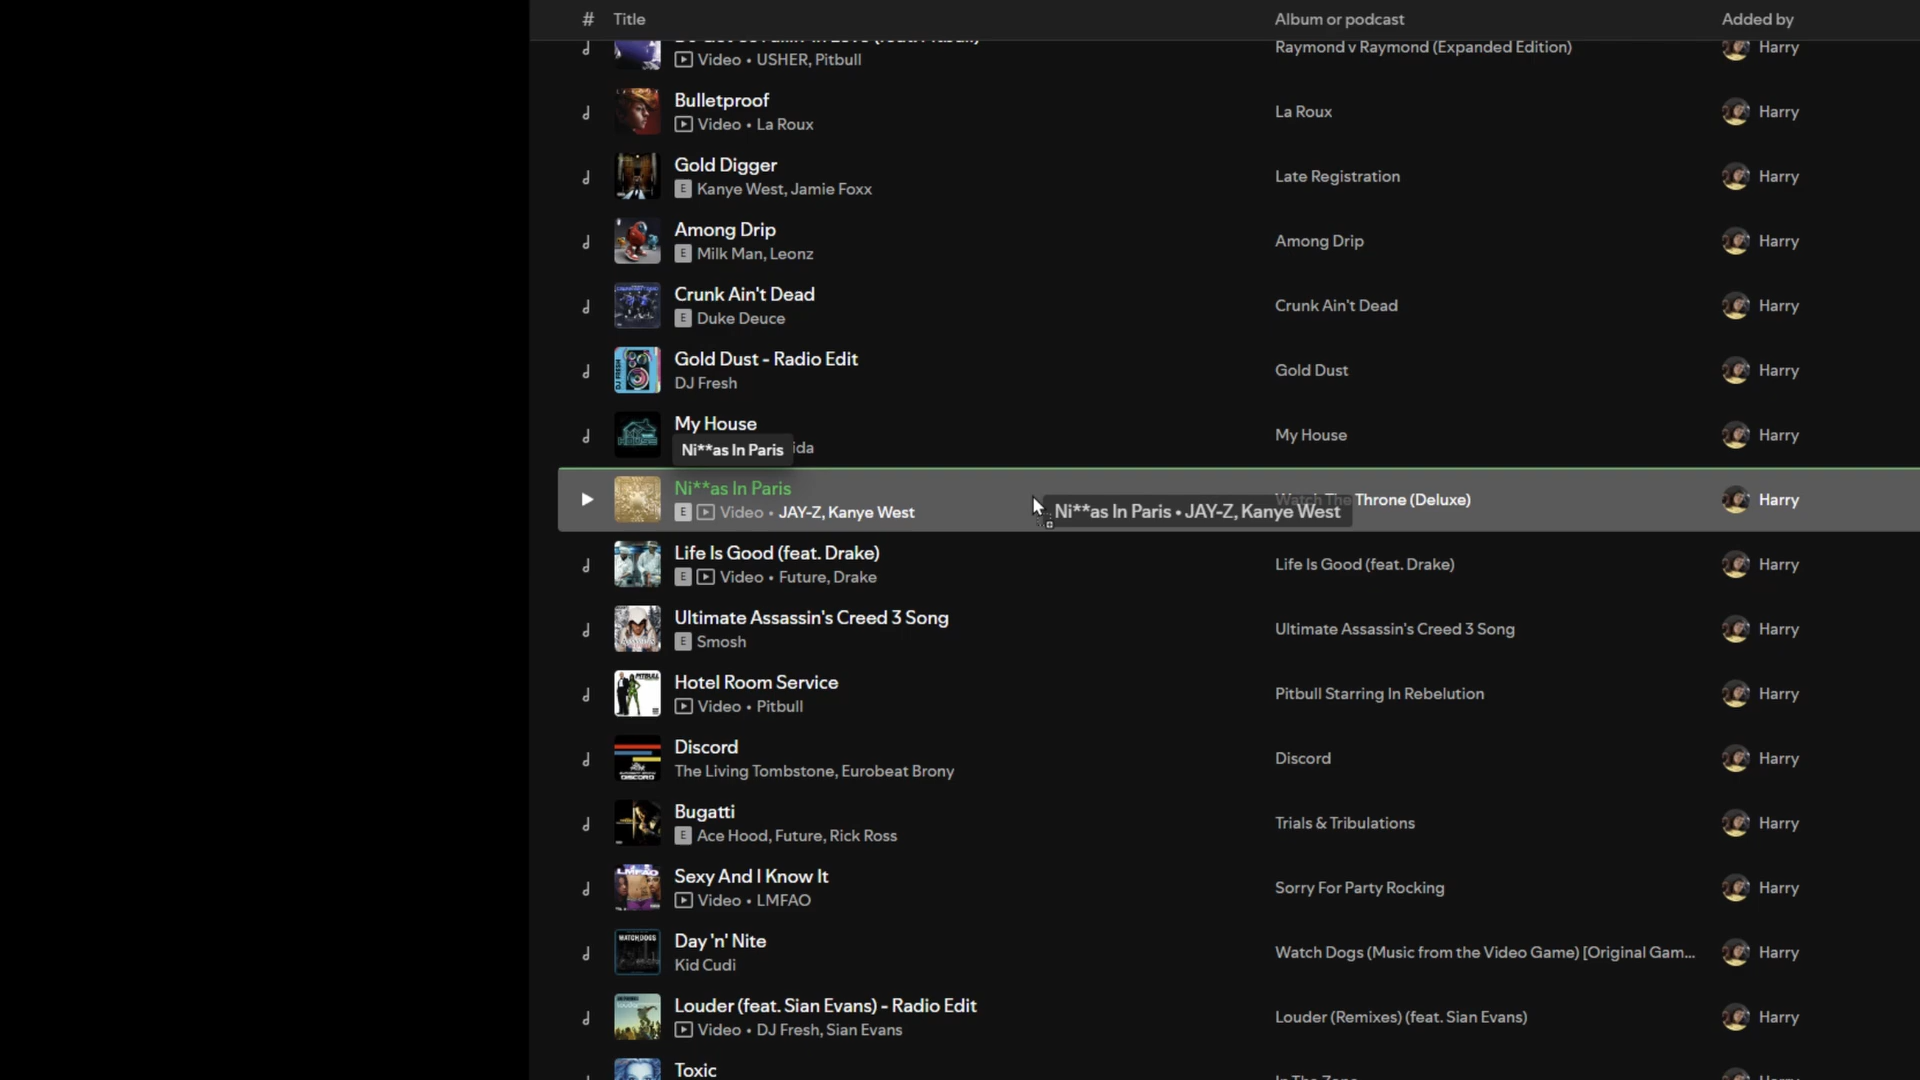 # Title Album or podcast Added by
Video • USHER, Pitbull
Raymond v Raymond (Expanded Edition)
Harry
Bulletproof
Video • La Roux
La Roux
Harry
Gold Digger
E Kanye West, Jamie Foxx
Late Registration
Harry
Among Drip
E Milk Man, Leonz
Among Drip
Harry
Crunk Ain't Dead
E Duke Deuce
Crunk Ain't Dead
Harry
DJ FRESH
Gold Dust - Radio Edit
DJ Fresh
Gold Dust
Harry
My House
ida
My House
Harry
Ni**as In Paris
Ni**as In Paris
E Video • JAY-Z, Kanye West
Ni**as In Paris • JAY-Z, Kanye West
Watch The Throne (Deluxe)
Harry
Life Is Good (feat. Drake)
E Video • Future, Drake
Life Is Good (feat. Drake)
Harry
Ultimate Assassin's Creed 3 Song
E Smosh
Ultimate Assassin's Creed 3 Song
Harry
PITBULL
Hotel Room Service
Video • Pitbull
Pitbull Starring In Rebelution
Harry
DISCORD
Discord
The Living Tombstone, Eurobeat Brony
Discord
Harry
Bugatti
E Ace Hood, Future, Rick Ross
Trials & Tribulations
Harry
LMFAO
Sexy And I Know It
Video • LMFAO
Sorry For Party Rocking
Harry
WATCH DOGS
Day 'n' Nite
Kid Cudi
Watch Dogs (Music from the Video Game) [Original Gam...
Harry
Louder (feat. Sian Evans) - Radio Edit
Video • DJ Fresh, Sian Evans
Louder (Remixes) (feat. Sian Evans)
Harry
Toxic